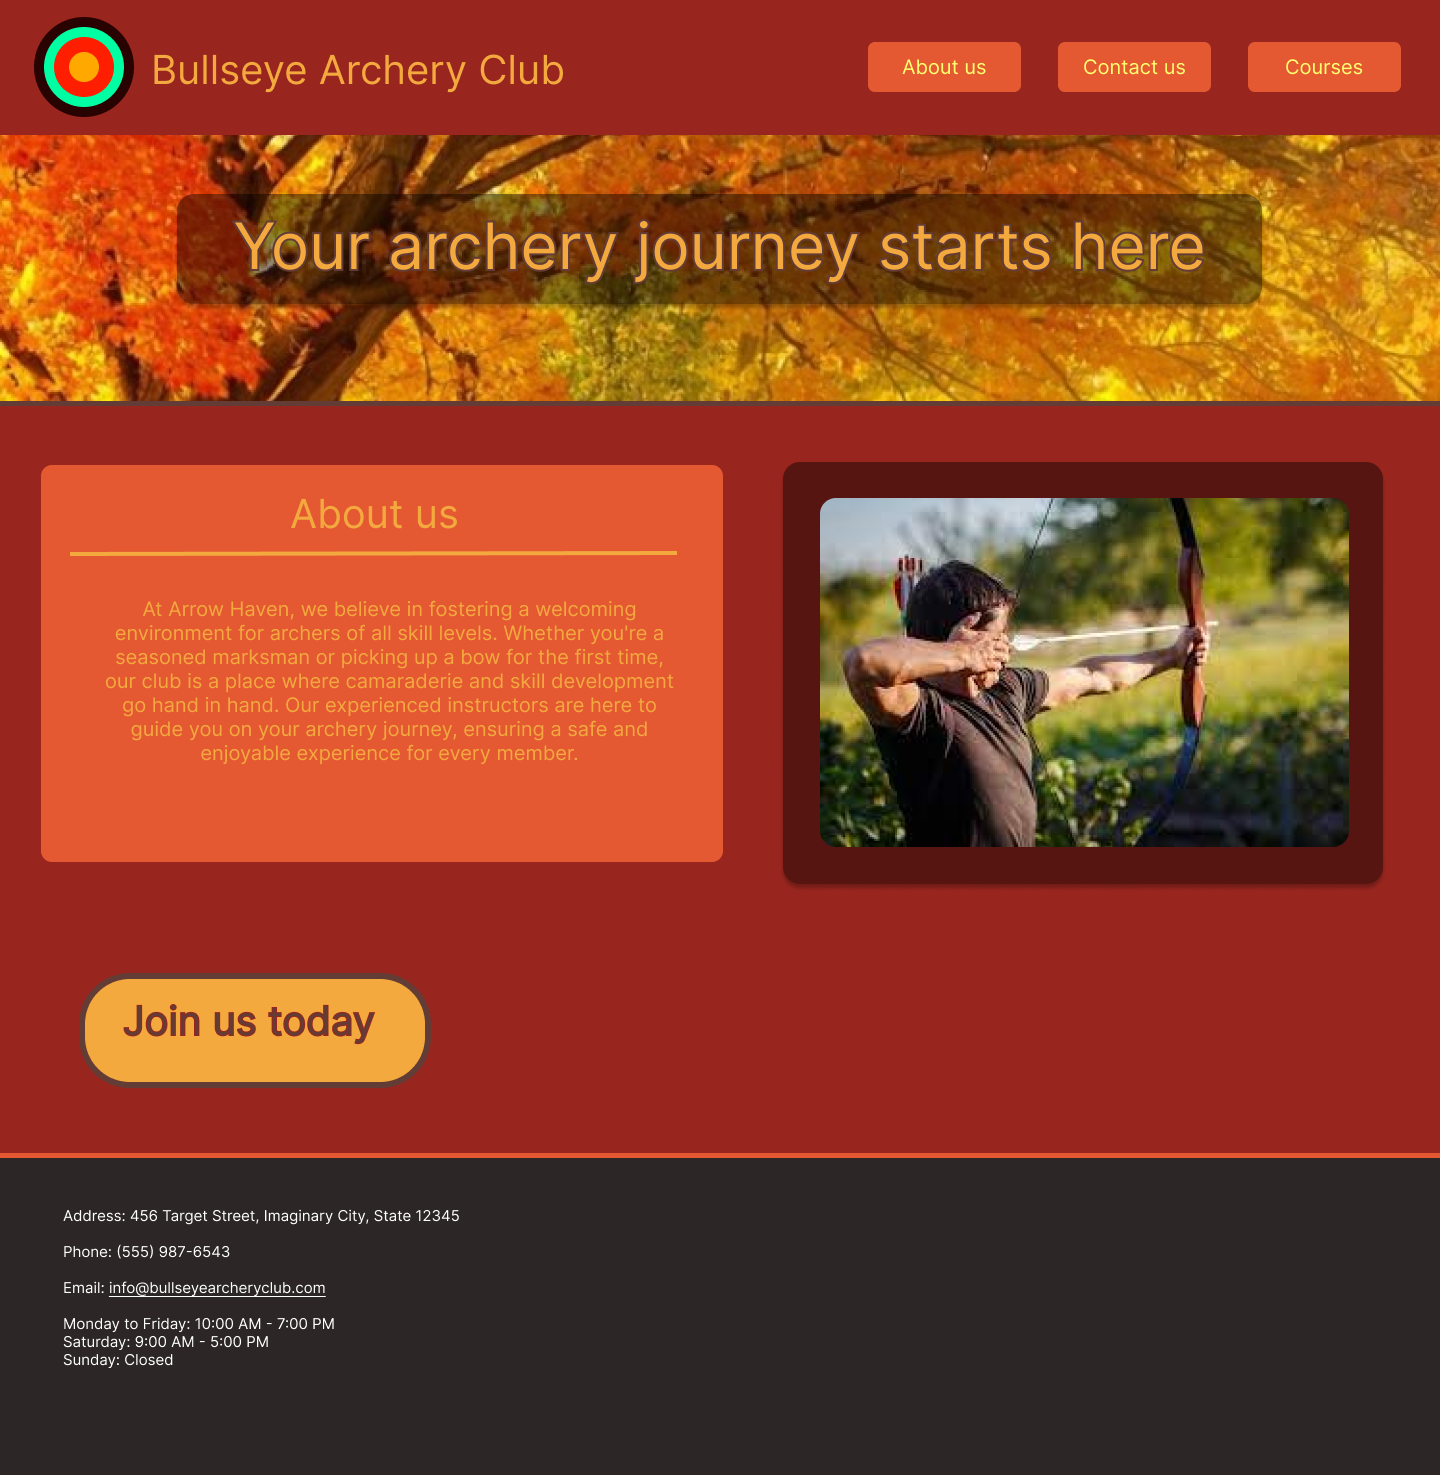 Bullseye Archery Club
About us
Contact us
Courses
Your archery journey starts here
About us
At Arrow Haven, we believe in fostering a welcoming
environment for archers of all skill levels. Whether you're a
seasoned marksman or picking up a bow for the first time,
our club is a place where camaraderie and skill development
go hand in hand. Our experienced instructors are here to
guide you on your archery journey, ensuring a safe and
enjoyable experience for every member.
Join us today
Address: 456 Target Street, Imaginary City, State 12345
Phone: (555) 987-6543
Email: info@bullseyearcheryclub.com
Monday to Friday: 10:00 AM - 7:00 PM
Saturday: 9:00 AM - 5:00 PM
Sunday: Closed